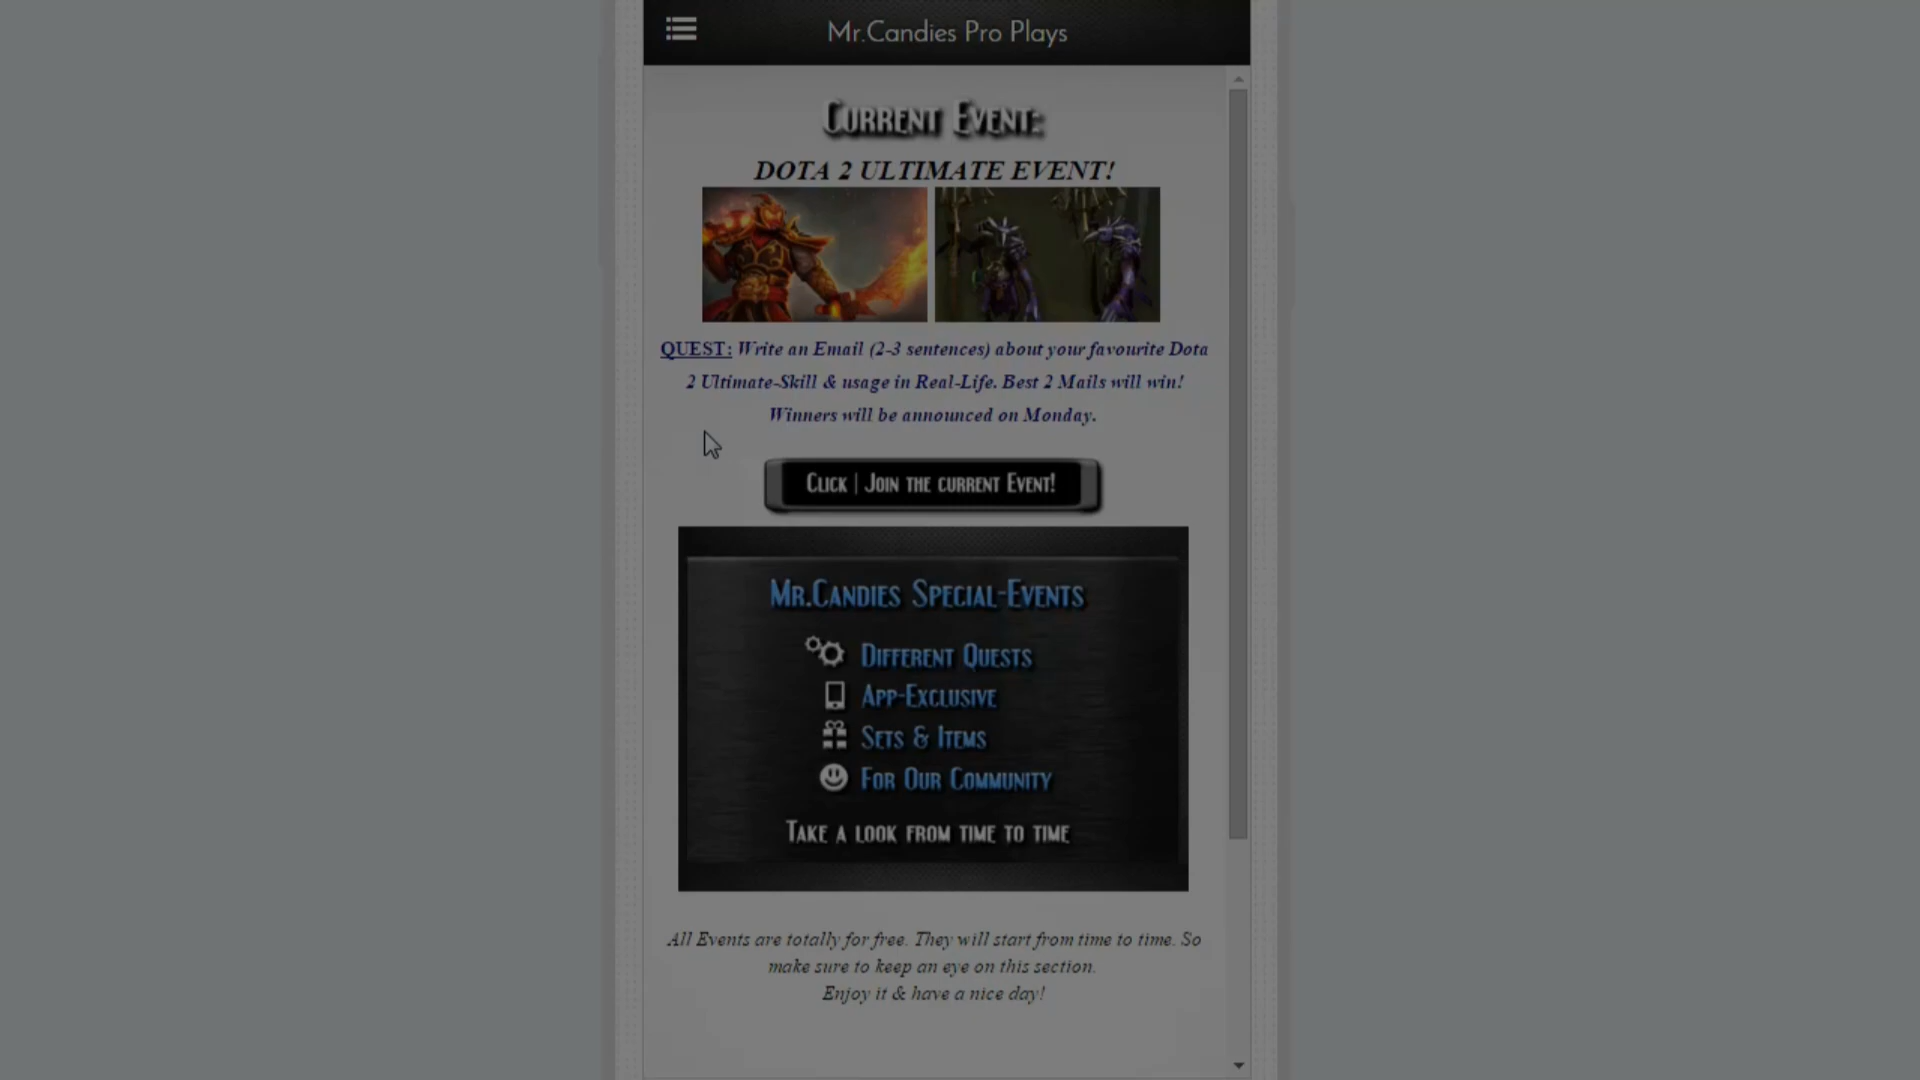 Mr.Candies Pro Plays
Current Event:
DOTA 2 ULTIMATE EVENT!
QUEST: Write an Email (2-3 sentences) about your favourite Dota
2 Ultimate-Skill & usage in Real-Life. Best 2 Mails will win!
Winners will be announced on Monday.
Click | Join the current Event!
Mr.Candies Special-Events
Different Quests
App-Exclusive
Sets & Items
For Our Community
Take a look from time to time
All Events are totally for free. They will start from time to time. So
make sure to keep an eye on this section.
Enjoy it & have a nice day!